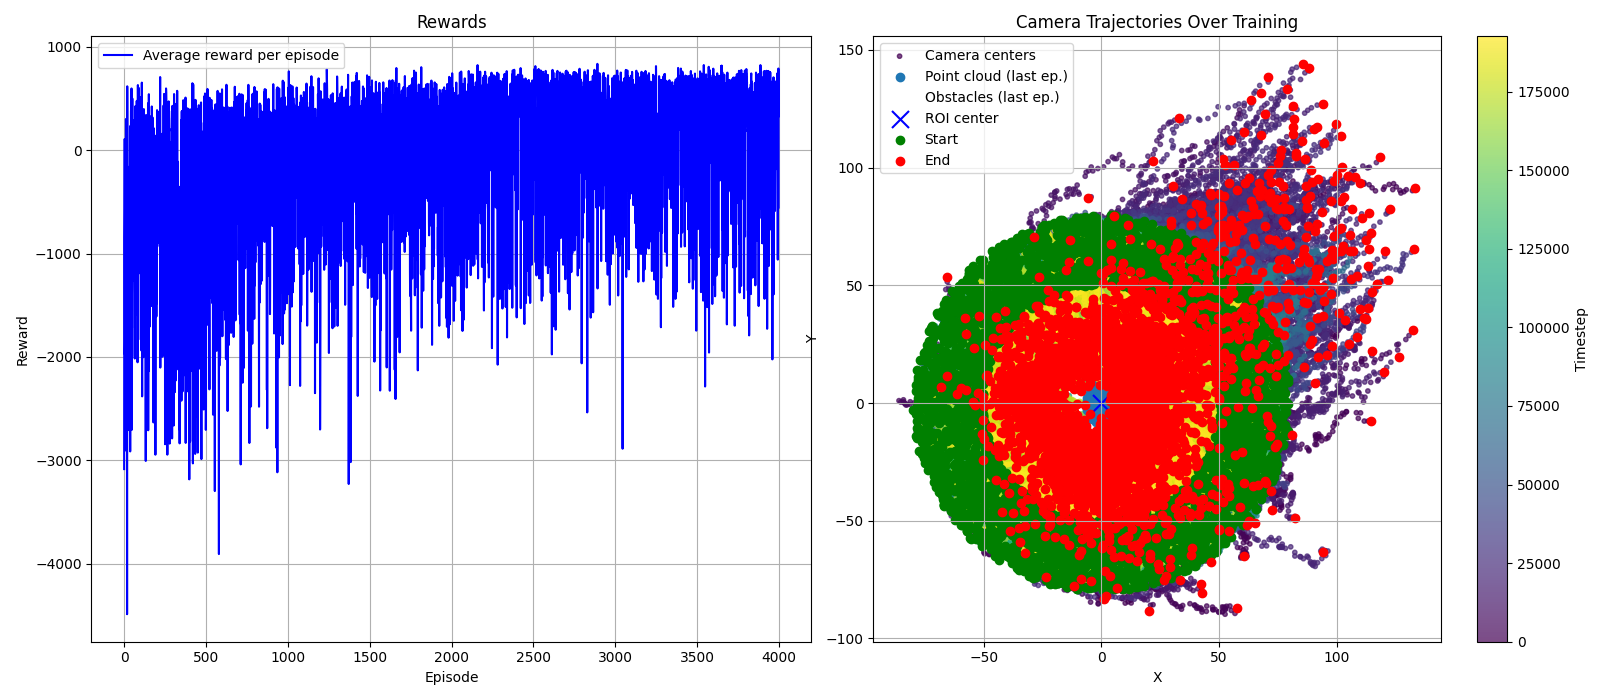 Rewards
1000
0
−1000
−2000
−3000
−4000
Reward
Average reward per episode
0
500
1000
1500
2000
2500
3000
3500
4000
Episode
Camera Trajectories Over Training
150
100
50
0
−50
−100
Y
Camera centers
Point cloud (last ep.)
Obstacles (last ep.)
ROI center
Start
End
−50
0
50
100
X
175000
150000
125000
100000
75000
50000
25000
0
Timestep